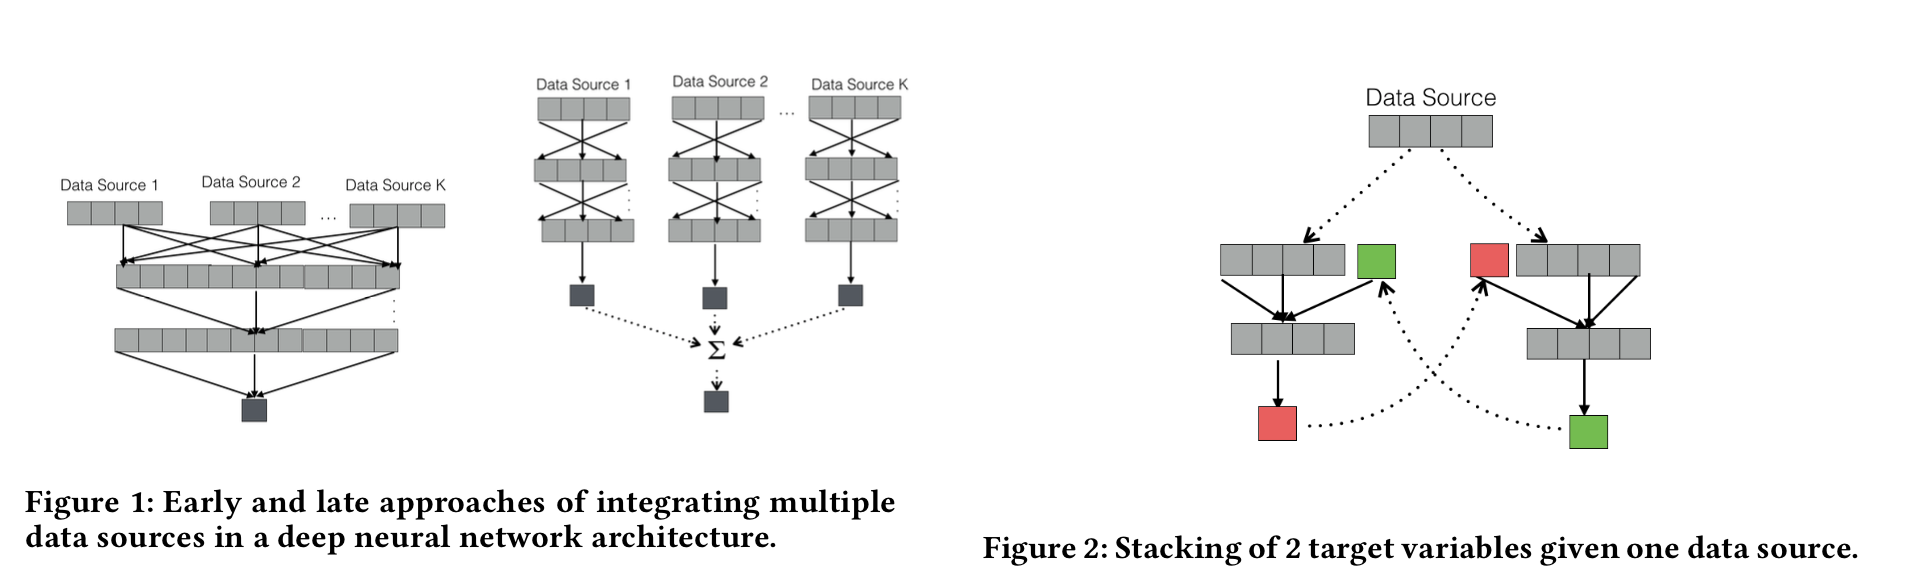 Data Source 1
Data Source 2
...
Data Source K
Data Source 1
Data Source 2
...
Data Source K
Σ
Figure 1: Early and late approaches of integrating multiple
data sources in a deep neural network architecture.
Data Source
Figure 2: Stacking of 2 target variables given one data source.